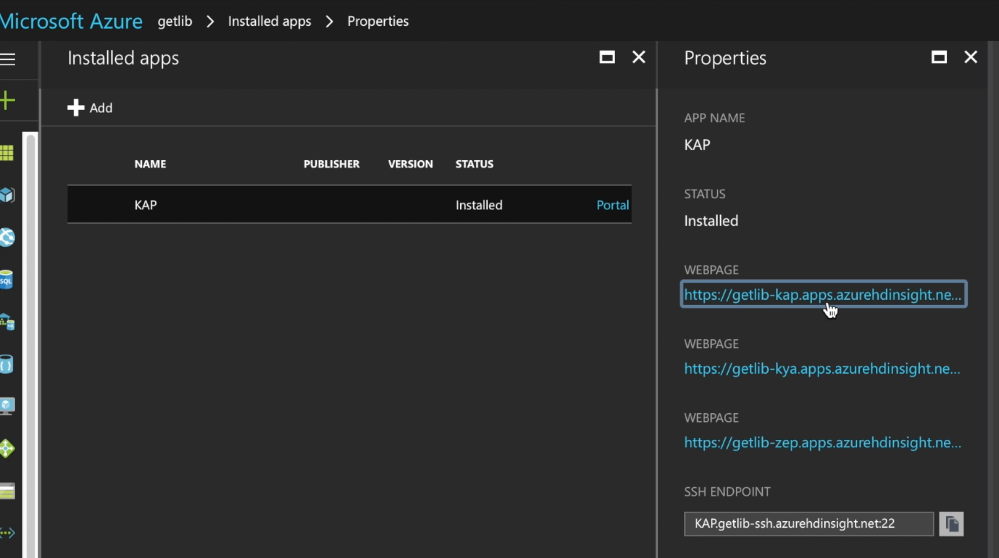 Microsoft Azure getlib > Installed apps > Properties
Installed apps
Add
NAME PUBLISHER VERSION STATUS
KAP Installed Portal
SQL
SQL
Properties
APP NAME
KAP
STATUS
Installed
WEBPAGE
https://getlib-kap.apps.azurehdinsight.ne...
WEBPAGE
https://getlib-kya.apps.azurehdinsight.ne...
WEBPAGE
https://getlib-zep.apps.azurehdinsight.ne...
SSH ENDPOINT
KAP.getlib-ssh.azurehdinsight.net:22